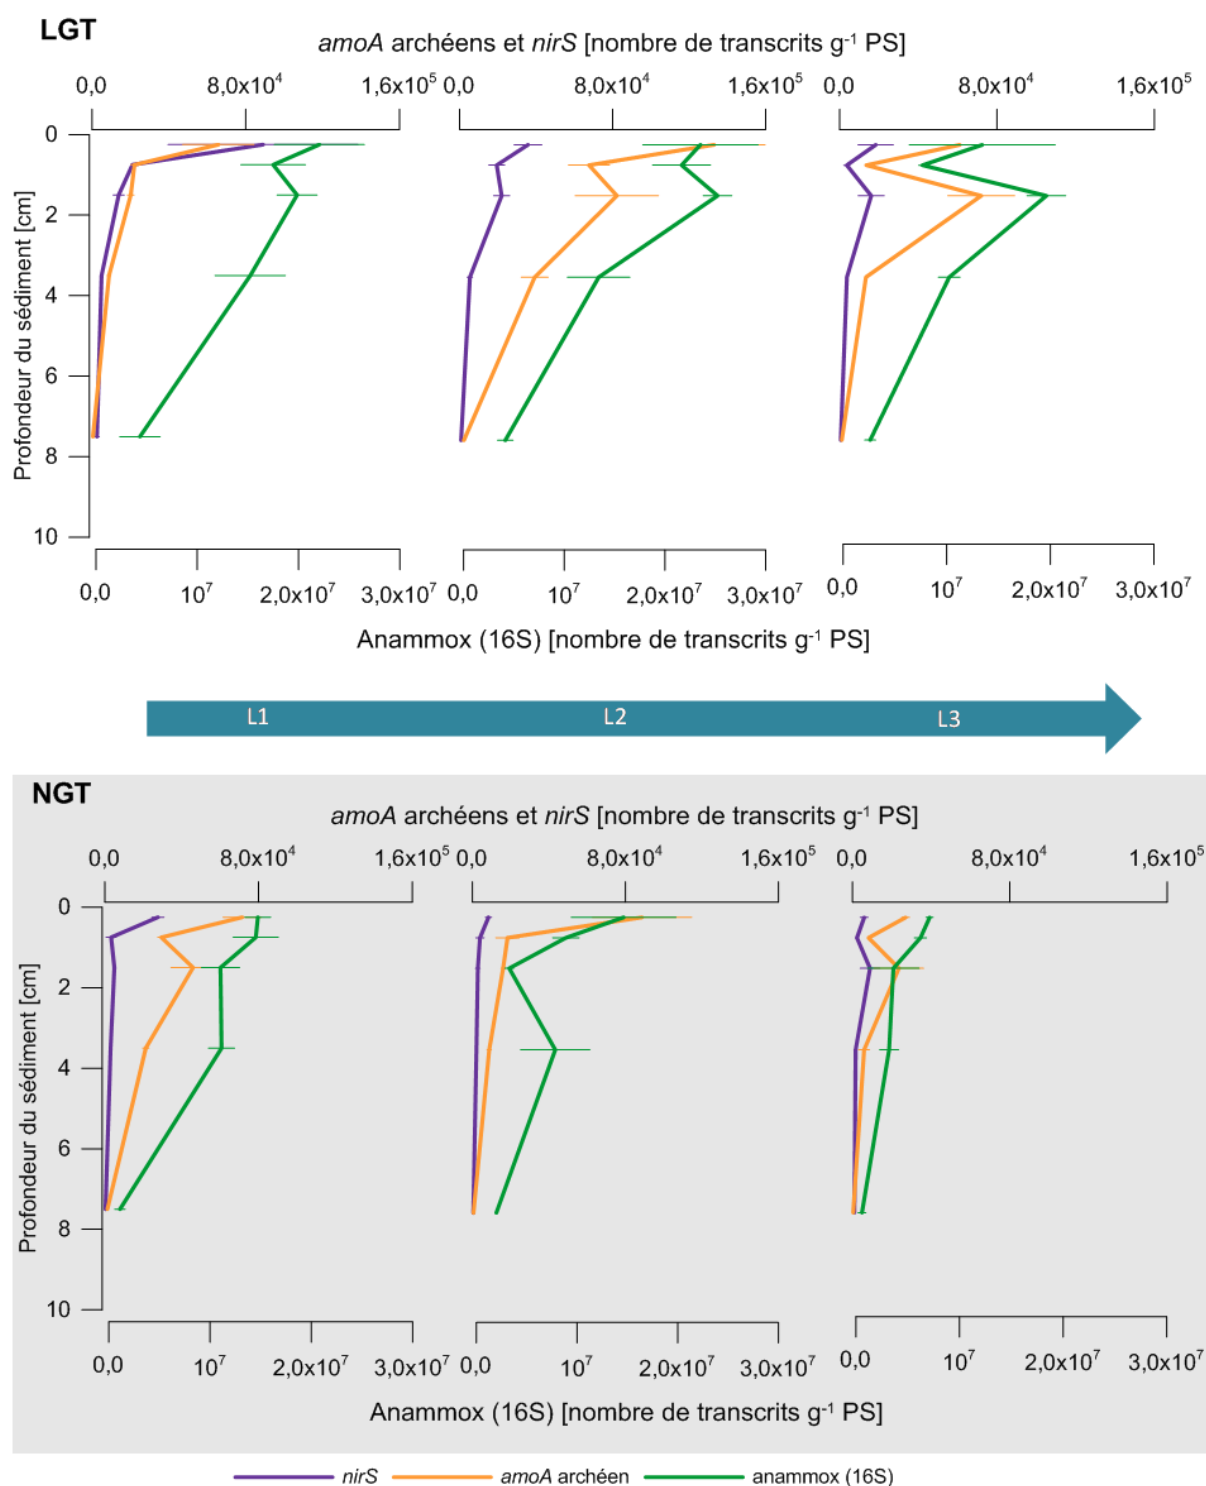 LGT
amoA archéens et nirS [nombre de transcrits g⁻¹ PS]
0,0 8,0x10⁴ 1,6x10⁵ 0,0 8,0x10⁴ 1,6x10⁵ 0,0 8,0x10⁴ 1,6x10⁵
Profondeur du sédiment [cm]
0
2
4
6
8
10
0,0 10⁷ 2,0x10⁷ 3,0x10⁷ 0,0 10⁷ 2,0x10⁷ 3,0x10⁷ 0,0 10⁷ 2,0x10⁷ 3,0x10⁷
Anammox (16S) [nombre de transcrits g⁻¹ PS]
L1 L2 L3
NGT
amoA archéens et nirS [nombre de transcrits g⁻¹ PS]
0,0 8,0x10⁴ 1,6x10⁵ 0,0 8,0x10⁴ 1,6x10⁵ 0,0 8,0x10⁴ 1,6x10⁵
Profondeur du sédiment [cm]
0
2
4
6
8
10
0,0 10⁷ 2,0x10⁷ 3,0x10⁷ 0,0 10⁷ 2,0x10⁷ 3,0x10⁷ 0,0 10⁷ 2,0x10⁷ 3,0x10⁷
Anammox (16S) [nombre de transcrits g⁻¹ PS]
nirS amoA archéen anammox (16S)